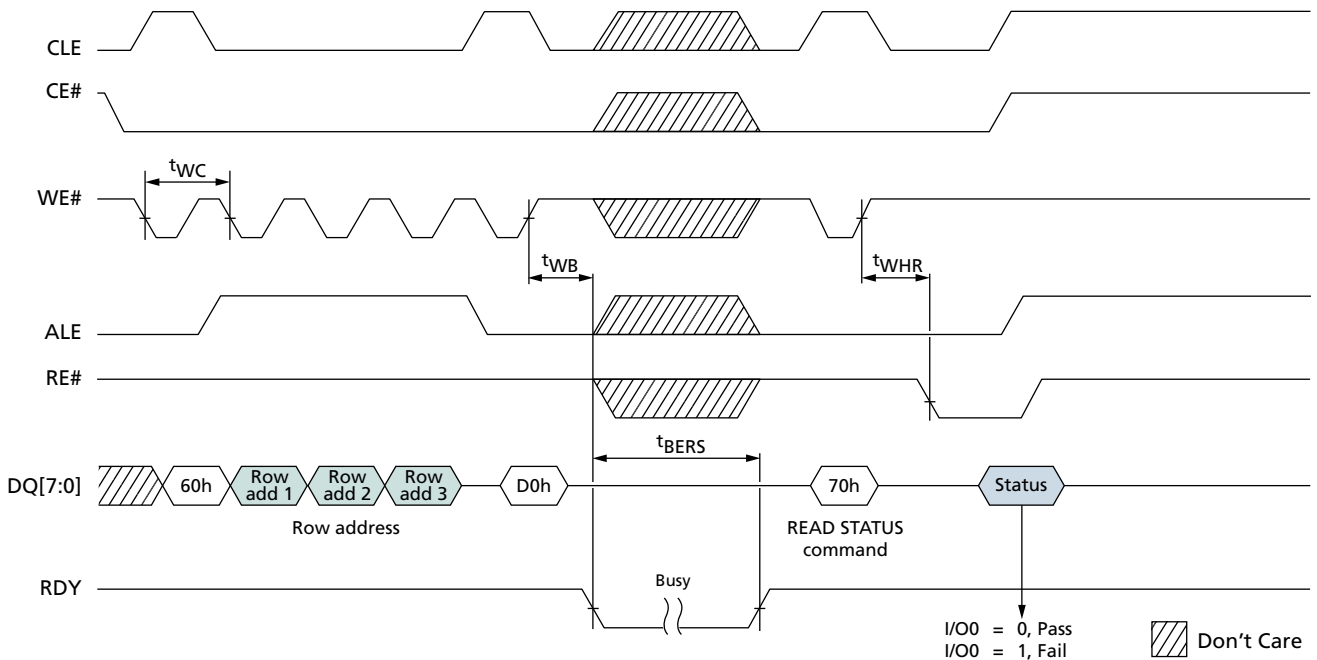 CLE
CE#
tWC
WE#
tWB
tWHR
ALE
RE#
tBERS
DQ[7:0]
60h
Row
add 1
Row
add 2
Row
add 3
D0h
70h
Status
Row address
READ STATUS
command
RDY
Busy
I/O0 = 0, Pass
I/O0 = 1, Fail
Don't Care